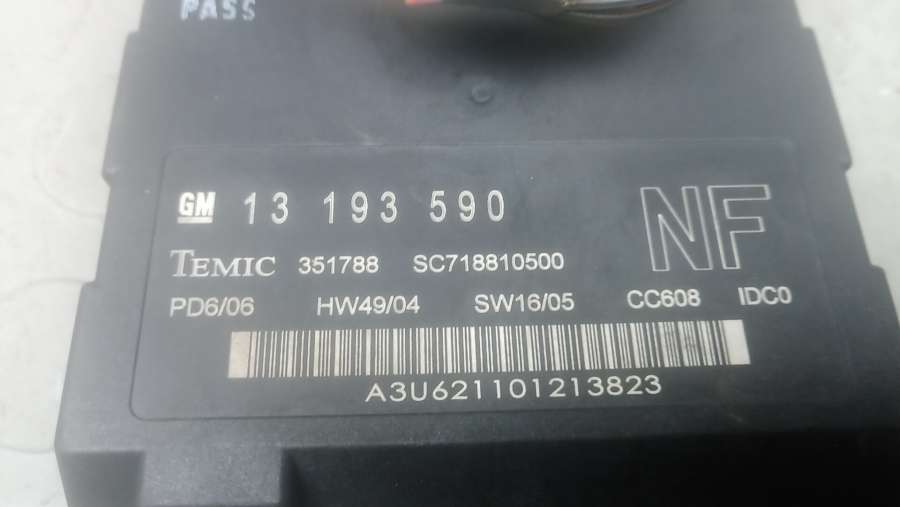 PASS
GM 13 193 590 NF
TEMIC 351788 SC718810500
PD6/06 HW49/04 SW16/05 CC608 IDC0
A3U621101213823